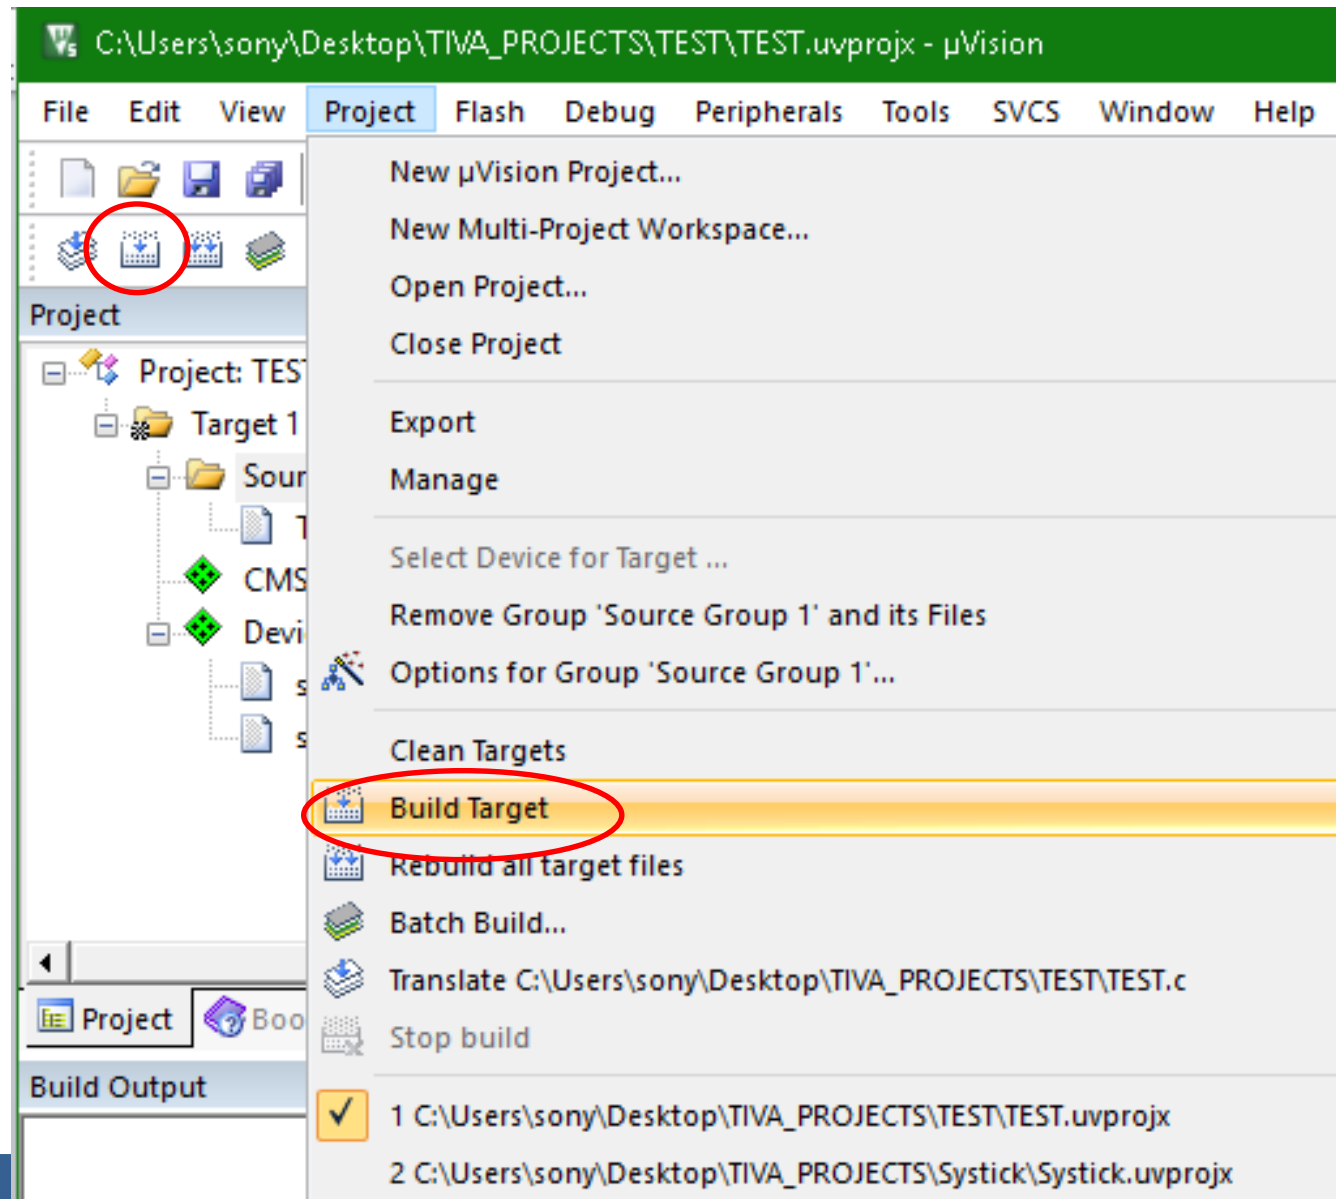 C:\Users\sony\Desktop\TIVA_PROJECTS\TEST\TEST.uvprojx - µVision
File Edit View Project Flash Debug Peripherals Tools SVCS Window Help
New µVision Project...
New Multi-Project Workspace...
Open Project...
Close Project
Export
Manage
Select Device for Target ...
Remove Group 'Source Group 1' and its Files
Options for Group 'Source Group 1'...
Clean Targets
Build Target
Rebuild all target files
Batch Build...
Translate C:\Users\sony\Desktop\TIVA_PROJECTS\TEST\TEST.c
Stop build
1 C:\Users\sony\Desktop\TIVA_PROJECTS\TEST\TEST.uvprojx
2 C:\Users\sony\Desktop\TIVA_PROJECTS\Systick\Systick.uvprojx
Project
Project: TES
Target 1
Sour
CMS
Devi
s
s
Project Boo
Build Output